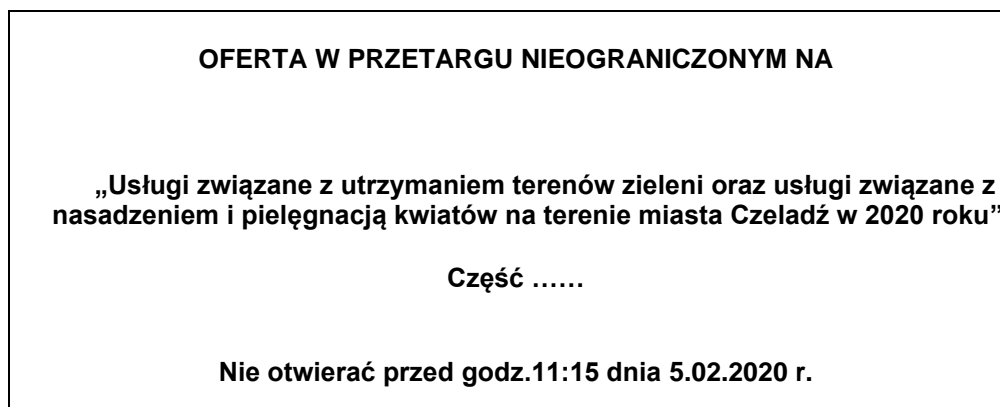 OFERTA W PRZETARGU NIEOGRANICZONYM NA
„Usługi związane z utrzymaniem terenów zieleni oraz usługi związane z
nasadzeniem i pielęgnacją kwiatów na terenie miasta Czeladź w 2020 roku”
Część ......
Nie otwierać przed godz.11:15 dnia 5.02.2020 r.